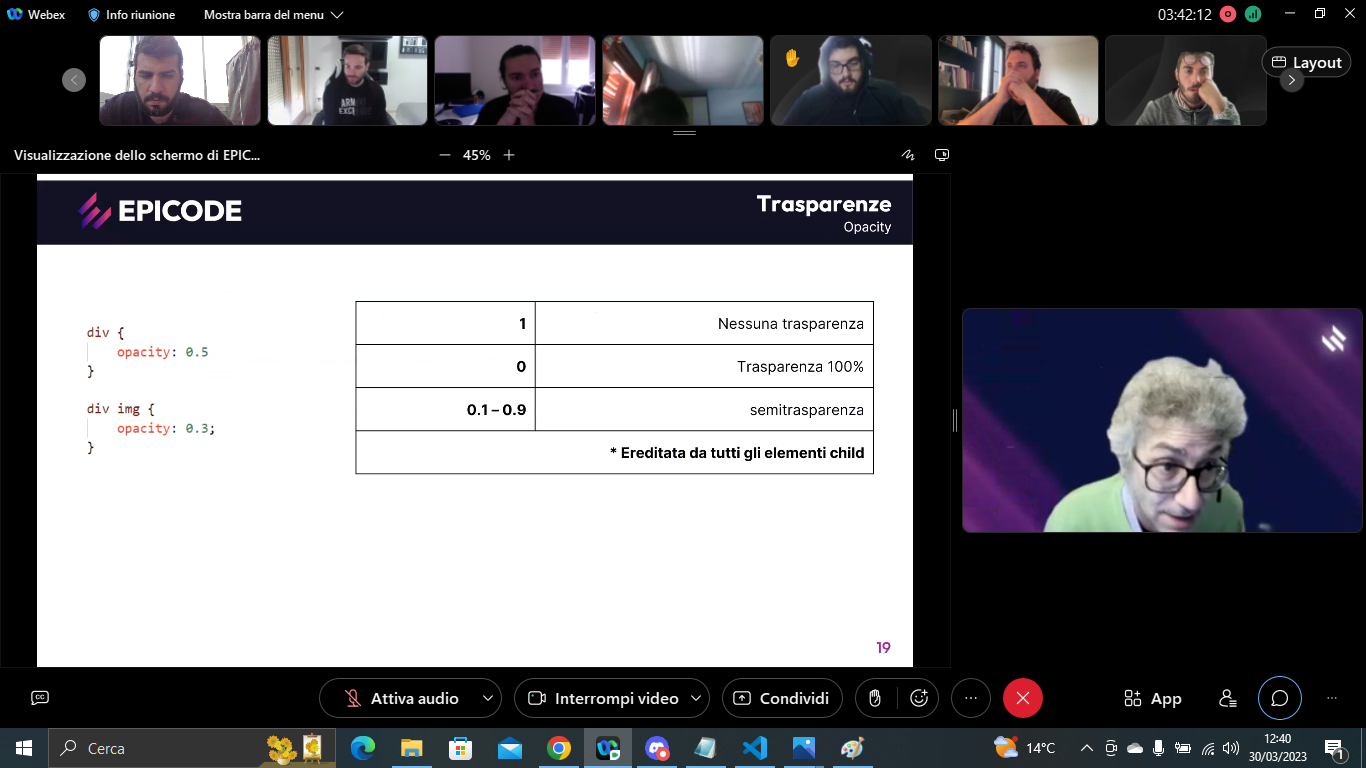 Webex
Info riunione
Mostra barra del menu
03:42:12
Layout
ARM
EXC
Visualizzazione dello schermo di EPIC...
45%
EPICODE
Trasparenze
Opacity
div {
opacity: 0.5
}
div img {
opacity: 0.3;
}
1 Nessuna trasparenza
0 Trasparenza 100%
0.1 – 0.9 semitrasparenza
* Ereditata da tutti gli elementi child
19
CC
Attiva audio
Interrompi video
Condividi
App
Cerca
14°C
12:40
30/03/2023
1